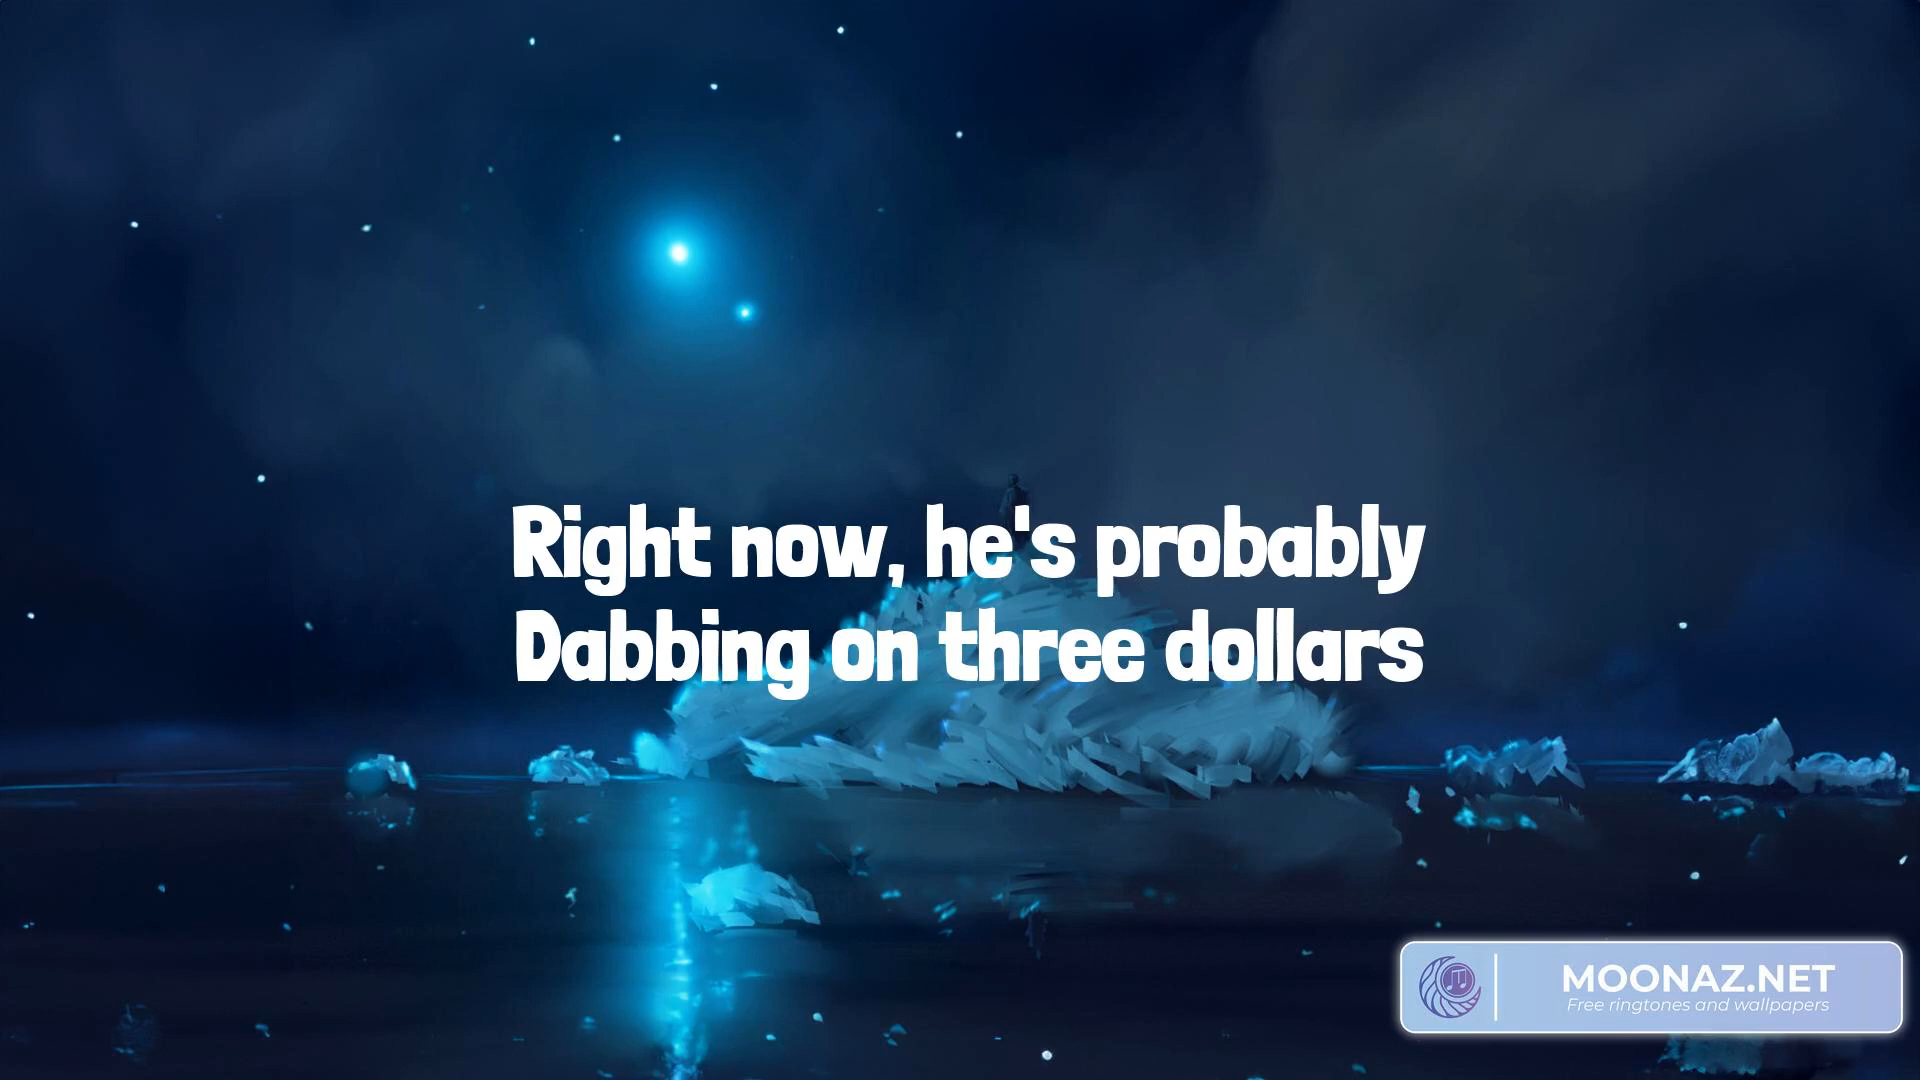 Right now, he's probably
Dabbing on three dollars
MOONAZ.NET
Free ringtones and wallpapers